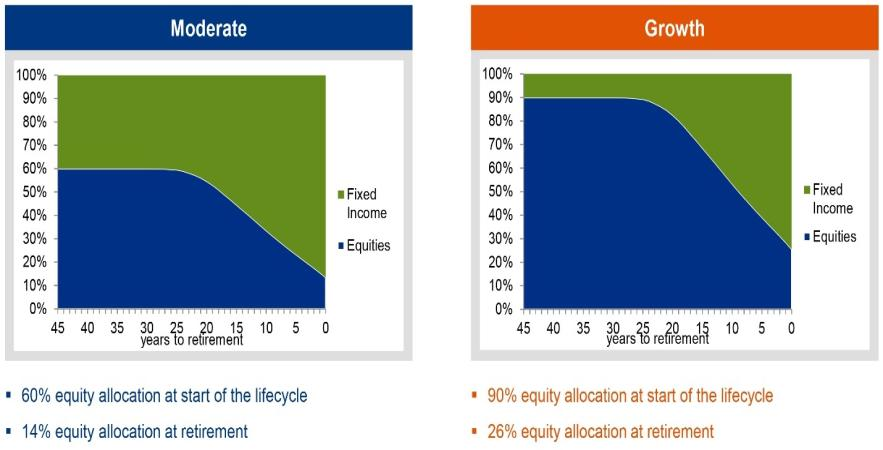 Moderate
100%
90%
80%
70%
60%
50%
40%
30%
20%
10%
0%
45 40 35 30 25 20 15 10 5 0
years to retirement
Fixed
Income
Equities
▪ 60% equity allocation at start of the lifecycle
▪ 14% equity allocation at retirement
Growth
100%
90%
80%
70%
60%
50%
40%
30%
20%
10%
0%
45 40 35 30 25 20 15 10 5 0
years to retirement
Fixed
Income
Equities
▪ 90% equity allocation at start of the lifecycle
▪ 26% equity allocation at retirement